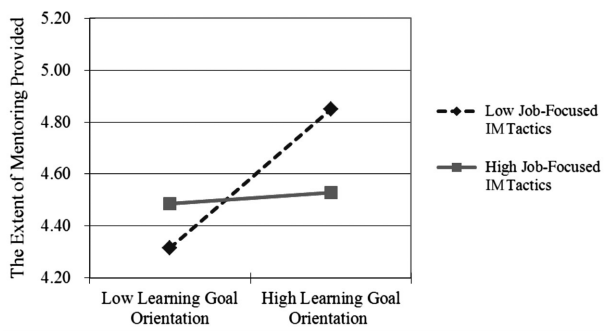 The Extent of Mentoring Provided
5.20
5.00
4.80
4.60
4.40
4.20
Low Learning Goal
Orientation
High Learning Goal
Orientation
Low Job-Focused
IM Tactics
High Job-Focused
IM Tactics